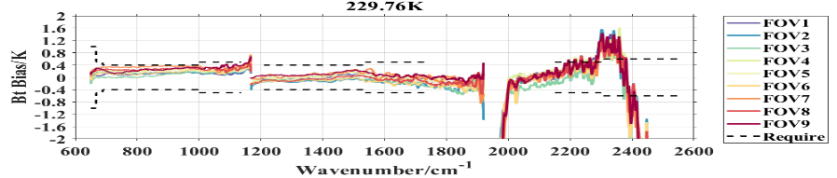 229.76K
Bt Bias/K
2
1.6
1.2
0.8
0.4
0
-0.4
-0.8
-1.2
-1.6
-2
600 800 1000 1200 1400 1600 1800 2000 2200 2400 2600
Wavenumber/cm-1
FOV1
FOV2
FOV3
FOV4
FOV5
FOV6
FOV7
FOV8
FOV9
Require